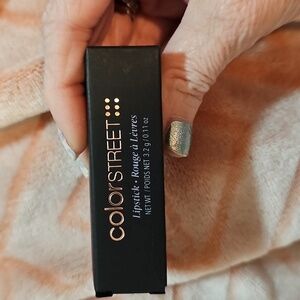 colorSTREET
Lipstick • Rouge à Lèvres
NET WT / POIDS NET 3.2 g / 0.11 oz